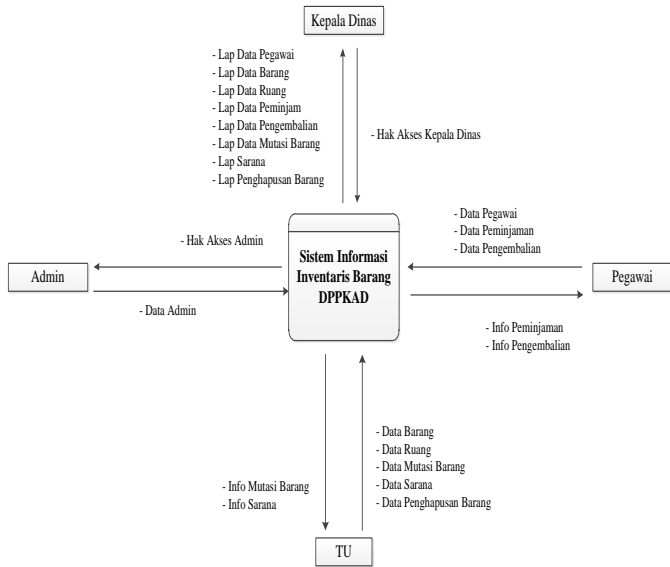 Kepala Dinas
- Lap Data Pegawai
- Lap Data Barang
- Lap Data Ruang
- Lap Data Peminjam
- Lap Data Pengembalian
- Lap Data Mutasi Barang
- Lap Sarana
- Lap Penghapusan Barang
- Hak Akses Kepala Dinas
- Hak Akses Admin
Admin
- Data Admin
Sistem Informasi
Inventaris Barang
DPPKAD
- Data Pegawai
- Data Peminjaman
- Data Pengembalian
Pegawai
- Info Peminjaman
- Info Pengembalian
- Info Mutasi Barang
- Info Sarana
- Data Barang
- Data Ruang
- Data Mutasi Barang
- Data Sarana
- Data Penghapusan Barang
TU